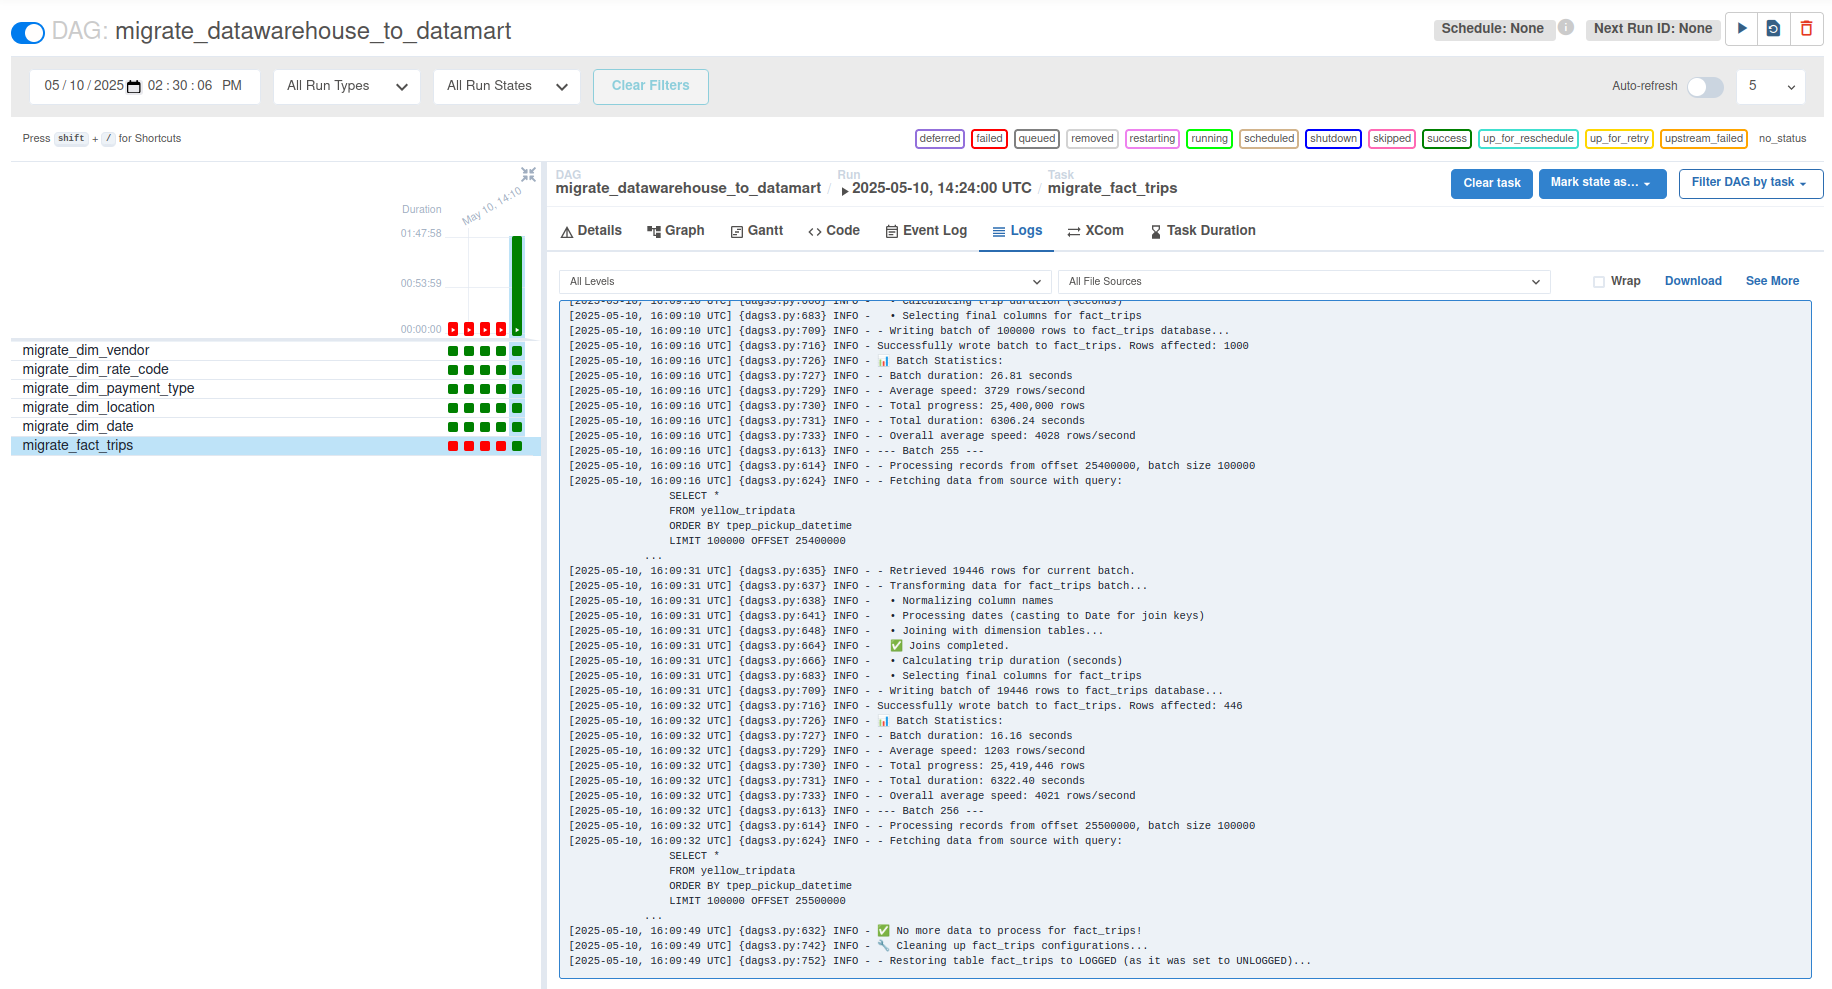 DAG: migrate_datawarehouse_to_datamart
Schedule: None
Next Run ID: None
05 / 10 / 2025 02 : 30 : 06 PM
All Run Types
All Run States
Clear Filters
Auto-refresh
5
Press shift + / for Shortcuts
deferred failed queued removed restarting running scheduled shutdown skipped success up_for_reschedule up_for_retry upstream_failed no_status
May 10, 14:10
Duration
01:47:58
00:53:59
00:00:00
migrate_dim_vendor
migrate_dim_rate_code
migrate_dim_payment_type
migrate_dim_location
migrate_dim_date
migrate_fact_trips
DAG
migrate_datawarehouse_to_datamart
/
Run
2025-05-10, 14:24:00 UTC
/
Task
migrate_fact_trips
Clear task
Mark state as...
Filter DAG by task
Details
Graph
Gantt
Code
Event Log
Logs
XCom
Task Duration
All Levels
All File Sources
Wrap
Download
See More
[2025-05-10, 16:09:10 UTC] {dags3.py:666} INFO -   • Calculating trip duration (seconds)
[2025-05-10, 16:09:10 UTC] {dags3.py:683} INFO -   • Selecting final columns for fact_trips
[2025-05-10, 16:09:10 UTC] {dags3.py:709} INFO - - Writing batch of 100000 rows to fact_trips database...
[2025-05-10, 16:09:16 UTC] {dags3.py:716} INFO - Successfully wrote batch to fact_trips. Rows affected: 1000
[2025-05-10, 16:09:16 UTC] {dags3.py:726} INFO - 📊 Batch Statistics:
[2025-05-10, 16:09:16 UTC] {dags3.py:727} INFO - - Batch duration: 26.81 seconds
[2025-05-10, 16:09:16 UTC] {dags3.py:729} INFO - - Average speed: 3729 rows/second
[2025-05-10, 16:09:16 UTC] {dags3.py:730} INFO - - Total progress: 25,400,000 rows
[2025-05-10, 16:09:16 UTC] {dags3.py:731} INFO - - Total duration: 6306.24 seconds
[2025-05-10, 16:09:16 UTC] {dags3.py:733} INFO - - Overall average speed: 4028 rows/second
[2025-05-10, 16:09:16 UTC] {dags3.py:613} INFO - --- Batch 255 ---
[2025-05-10, 16:09:16 UTC] {dags3.py:614} INFO - - Processing records from offset 25400000, batch size 100000
[2025-05-10, 16:09:16 UTC] {dags3.py:624} INFO - - Fetching data from source with query:
SELECT *
FROM yellow_tripdata
ORDER BY tpep_pickup_datetime
LIMIT 100000 OFFSET 25400000
...
[2025-05-10, 16:09:31 UTC] {dags3.py:635} INFO - - Retrieved 19446 rows for current batch.
[2025-05-10, 16:09:31 UTC] {dags3.py:637} INFO - - Transforming data for fact_trips batch...
[2025-05-10, 16:09:31 UTC] {dags3.py:638} INFO -   • Normalizing column names
[2025-05-10, 16:09:31 UTC] {dags3.py:641} INFO -   • Processing dates (casting to Date for join keys)
[2025-05-10, 16:09:31 UTC] {dags3.py:648} INFO -   • Joining with dimension tables...
[2025-05-10, 16:09:31 UTC] {dags3.py:664} INFO -   ✅ Joins completed.
[2025-05-10, 16:09:31 UTC] {dags3.py:666} INFO -   • Calculating trip duration (seconds)
[2025-05-10, 16:09:31 UTC] {dags3.py:683} INFO -   • Selecting final columns for fact_trips
[2025-05-10, 16:09:31 UTC] {dags3.py:709} INFO - - Writing batch of 19446 rows to fact_trips database...
[2025-05-10, 16:09:32 UTC] {dags3.py:716} INFO - Successfully wrote batch to fact_trips. Rows affected: 446
[2025-05-10, 16:09:32 UTC] {dags3.py:726} INFO - 📊 Batch Statistics:
[2025-05-10, 16:09:32 UTC] {dags3.py:727} INFO - - Batch duration: 16.16 seconds
[2025-05-10, 16:09:32 UTC] {dags3.py:729} INFO - - Average speed: 1203 rows/second
[2025-05-10, 16:09:32 UTC] {dags3.py:730} INFO - - Total progress: 25,419,446 rows
[2025-05-10, 16:09:32 UTC] {dags3.py:731} INFO - - Total duration: 6322.40 seconds
[2025-05-10, 16:09:32 UTC] {dags3.py:733} INFO - - Overall average speed: 4021 rows/second
[2025-05-10, 16:09:32 UTC] {dags3.py:613} INFO - --- Batch 256 ---
[2025-05-10, 16:09:32 UTC] {dags3.py:614} INFO - - Processing records from offset 25500000, batch size 100000
[2025-05-10, 16:09:32 UTC] {dags3.py:624} INFO - - Fetching data from source with query:
SELECT *
FROM yellow_tripdata
ORDER BY tpep_pickup_datetime
LIMIT 100000 OFFSET 25500000
...
[2025-05-10, 16:09:49 UTC] {dags3.py:632} INFO - ✅ No more data to process for fact_trips!
[2025-05-10, 16:09:49 UTC] {dags3.py:742} INFO - 🔧 Cleaning up fact_trips configurations...
[2025-05-10, 16:09:49 UTC] {dags3.py:752} INFO - - Restoring table fact_trips to LOGGED (as it was set to UNLOGGED)...